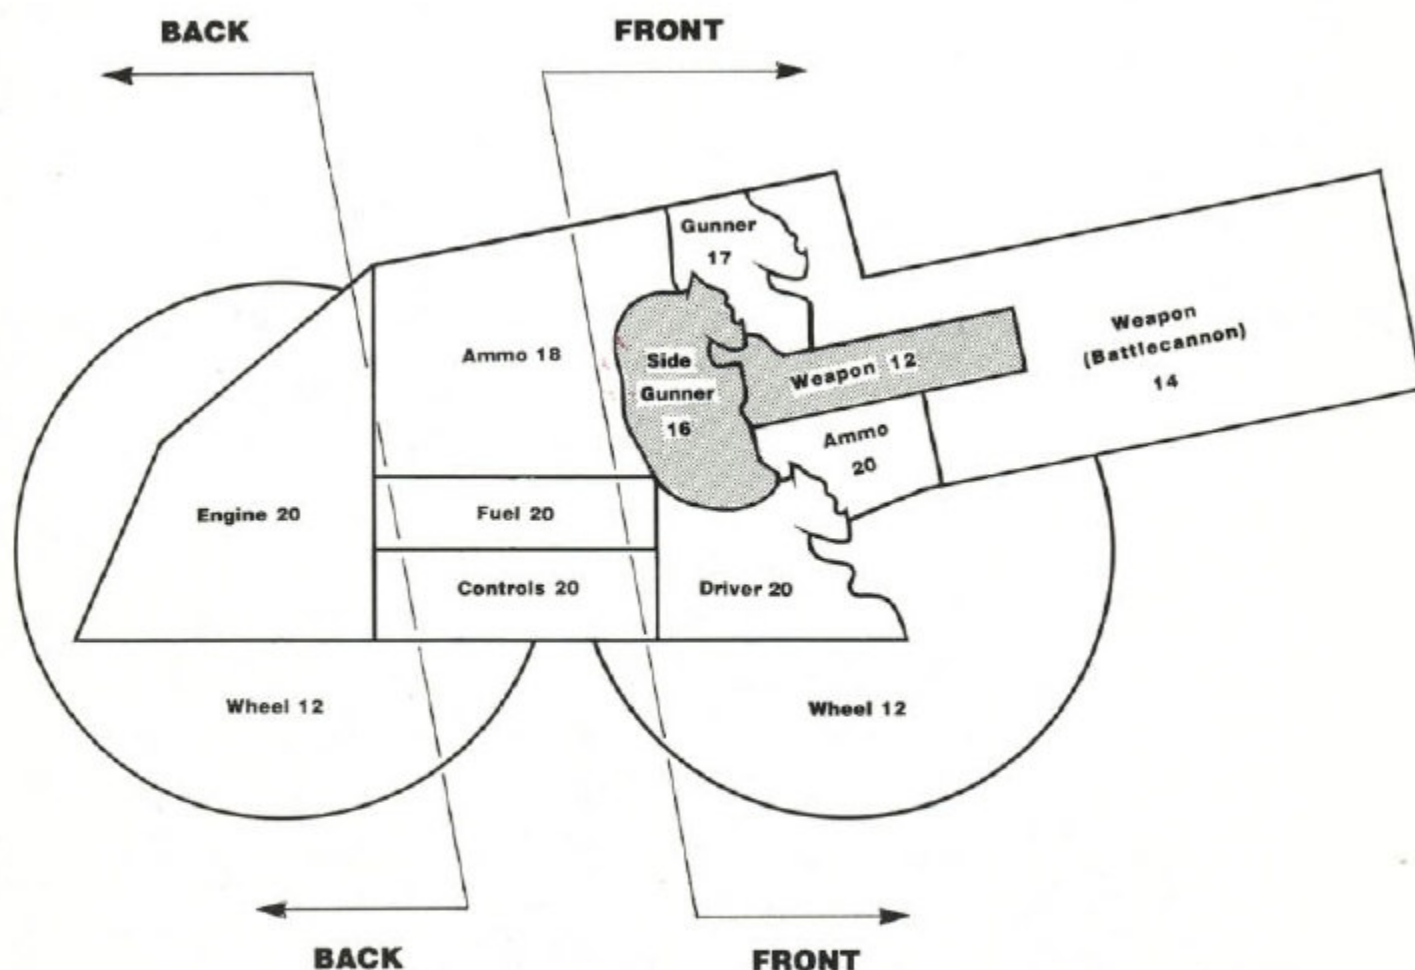 BACK
FRONT
Gunner
17
Weapon
(Battlecannon)
14
Ammo 18
Side
Gunner
16
Weapon 12
Ammo
20
Engine 20
Fuel 20
Controls 20
Driver 20
Wheel 12
Wheel 12
BACK
FRONT